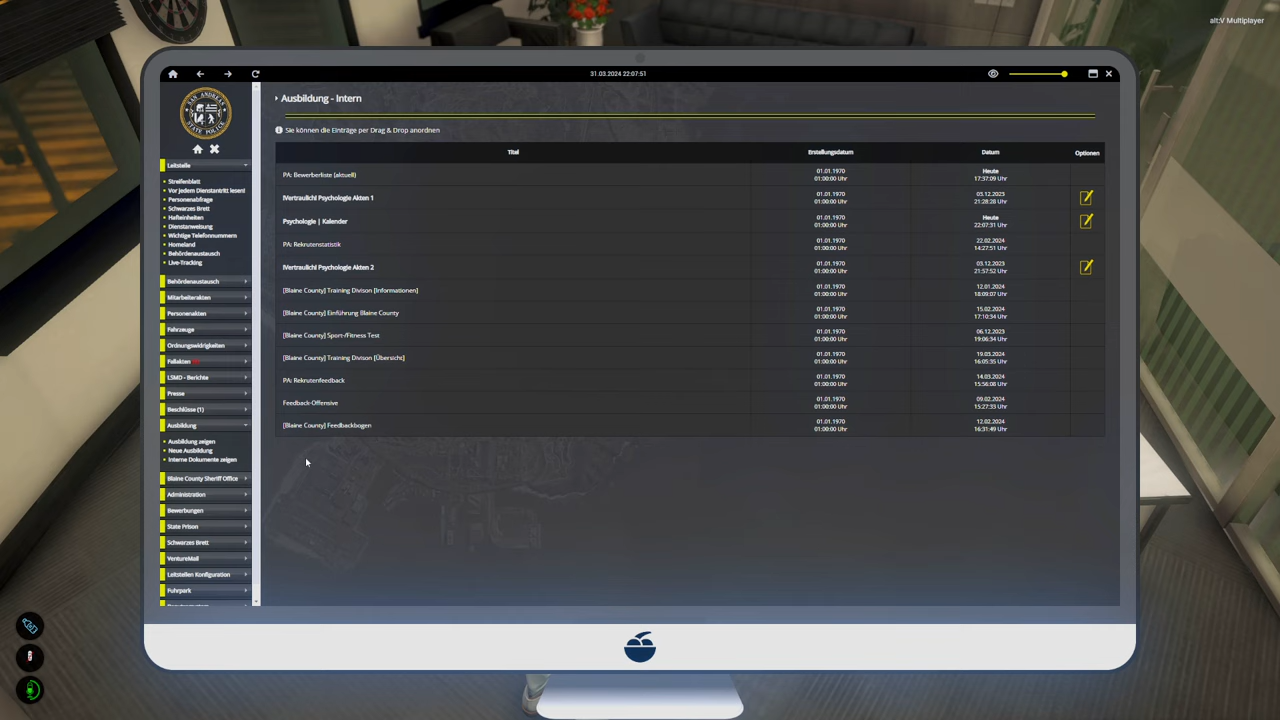 alt:V Multiplayer
31.03.2024 22:07:51
SAN ANDREAS
STATE POLICE
Leitstelle
Streifenblatt
Vor jedem Dienstantritt lesen!
Personenabfrage
Schwarzes Brett
Hafteinheiten
Dienstanweisung
Wichtige Telefonnummern
Homeland
Behördenaustausch
Live-Tracking
Behördenaustausch
Mitarbeiterakten
Personenakten
Fahrzeuge
Ordnungswidrigkeiten
Fallakten
LSMD - Berichte
Presse
Beschlüsse (1)
Ausbildung
Ausbildung zeigen
Neue Ausbildung
Interne Dokumente zeigen
Blaine County Sheriff Office
Administration
Bewerbungen
State Prison
Schwarzes Brett
VentureMail
Leitstellen Konfiguration
Fuhrpark
Ausbildung - Intern
Sie können die Einträge per Drag & Drop anordnen
Titel Erstellungsdatum Datum Optionen
PA: Bewerberliste [aktuell] 01.01.1970 01:00:00 Uhr Heute 17:37:09 Uhr
!Vertraulich! Psychologie Akten 1 01.01.1970 01:00:00 Uhr 03.12.2023 21:28:28 Uhr
Psychologie | Kalender 01.01.1970 01:00:00 Uhr Heute 22:07:31 Uhr
PA: Rekrutenstatistik 01.01.1970 01:00:00 Uhr 22.02.2024 14:27:51 Uhr
!Vertraulich! Psychologie Akten 2 01.01.1970 01:00:00 Uhr 03.12.2023 21:57:52 Uhr
[Blaine County] Training Divison [Informationen] 01.01.1970 01:00:00 Uhr 12.01.2024 18:09:07 Uhr
[Blaine County] Einführung Blaine County 01.01.1970 01:00:00 Uhr 15.02.2024 17:10:34 Uhr
[Blaine County] Sport-/Fitness Test 01.01.1970 01:00:00 Uhr 06.12.2023 19:06:34 Uhr
[Blaine County] Training Divison [Übersicht] 01.01.1970 01:00:00 Uhr 19.03.2024 16:05:35 Uhr
PA: Rekrutenfeedback 01.01.1970 01:00:00 Uhr 14.03.2024 15:56:08 Uhr
Feedback-Offensive 01.01.1970 01:00:00 Uhr 09.02.2024 15:27:33 Uhr
[Blaine County] Feedbackbogen 01.01.1970 01:00:00 Uhr 12.02.2024 16:31:49 Uhr